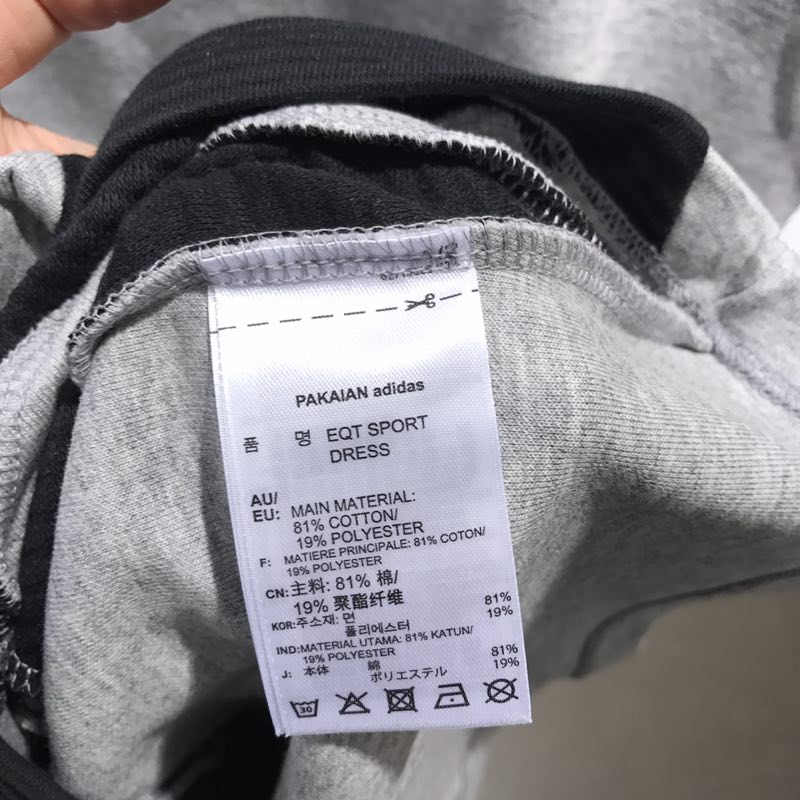 PAKAIAN adidas
품 명 EQT SPORT
DRESS
AU/
EU: MAIN MATERIAL:
81% COTTON/
19% POLYESTER
F: MATIERE PRINCIPALE: 81% COTON/
19% POLYESTER
CN: 主料: 81% 棉/
19% 聚酯纤维
KOR: 주소재: 면 81%
폴리에스터 19%
IND: MATERIAL UTAMA: 81% KATUN/
19% POLYESTER
J: 本体 綿 81%
ポリエステル 19%
30